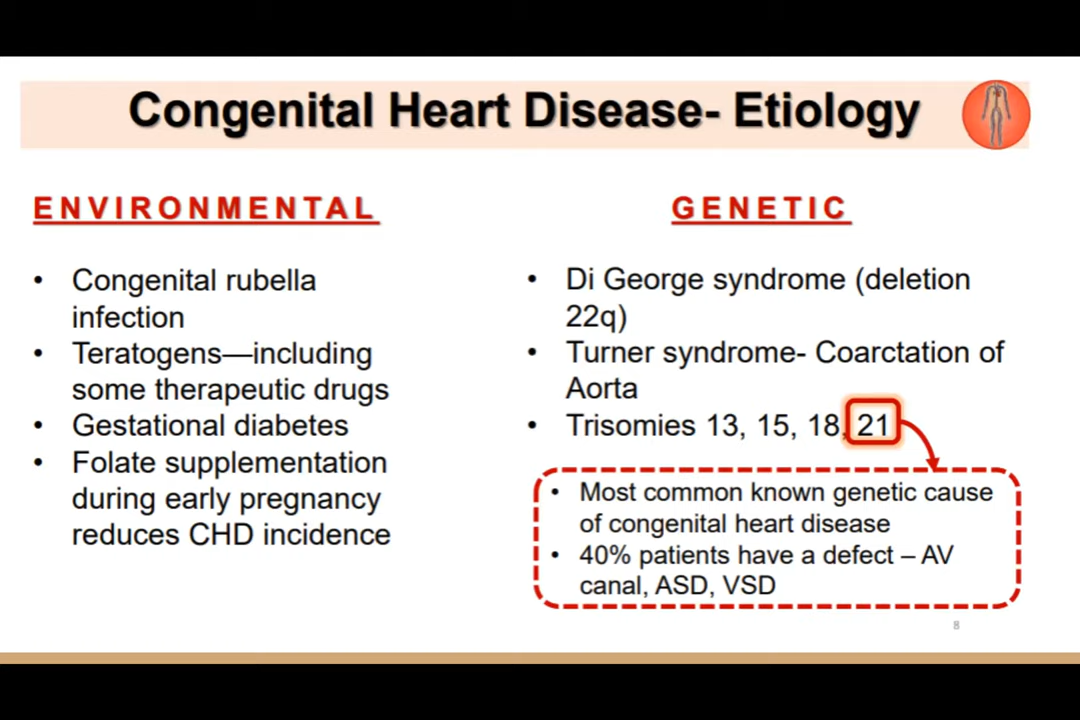 Congenital Heart Disease- Etiology
ENVIRONMENTAL
• Congenital rubella
infection
• Teratogens—including
some therapeutic drugs
• Gestational diabetes
• Folate supplementation
during early pregnancy
reduces CHD incidence
GENETIC
• Di George syndrome (deletion
22q)
• Turner syndrome- Coarctation of
Aorta
• Trisomies 13, 15, 18, 21
• Most common known genetic cause
of congenital heart disease
• 40% patients have a defect – AV
canal, ASD, VSD
8